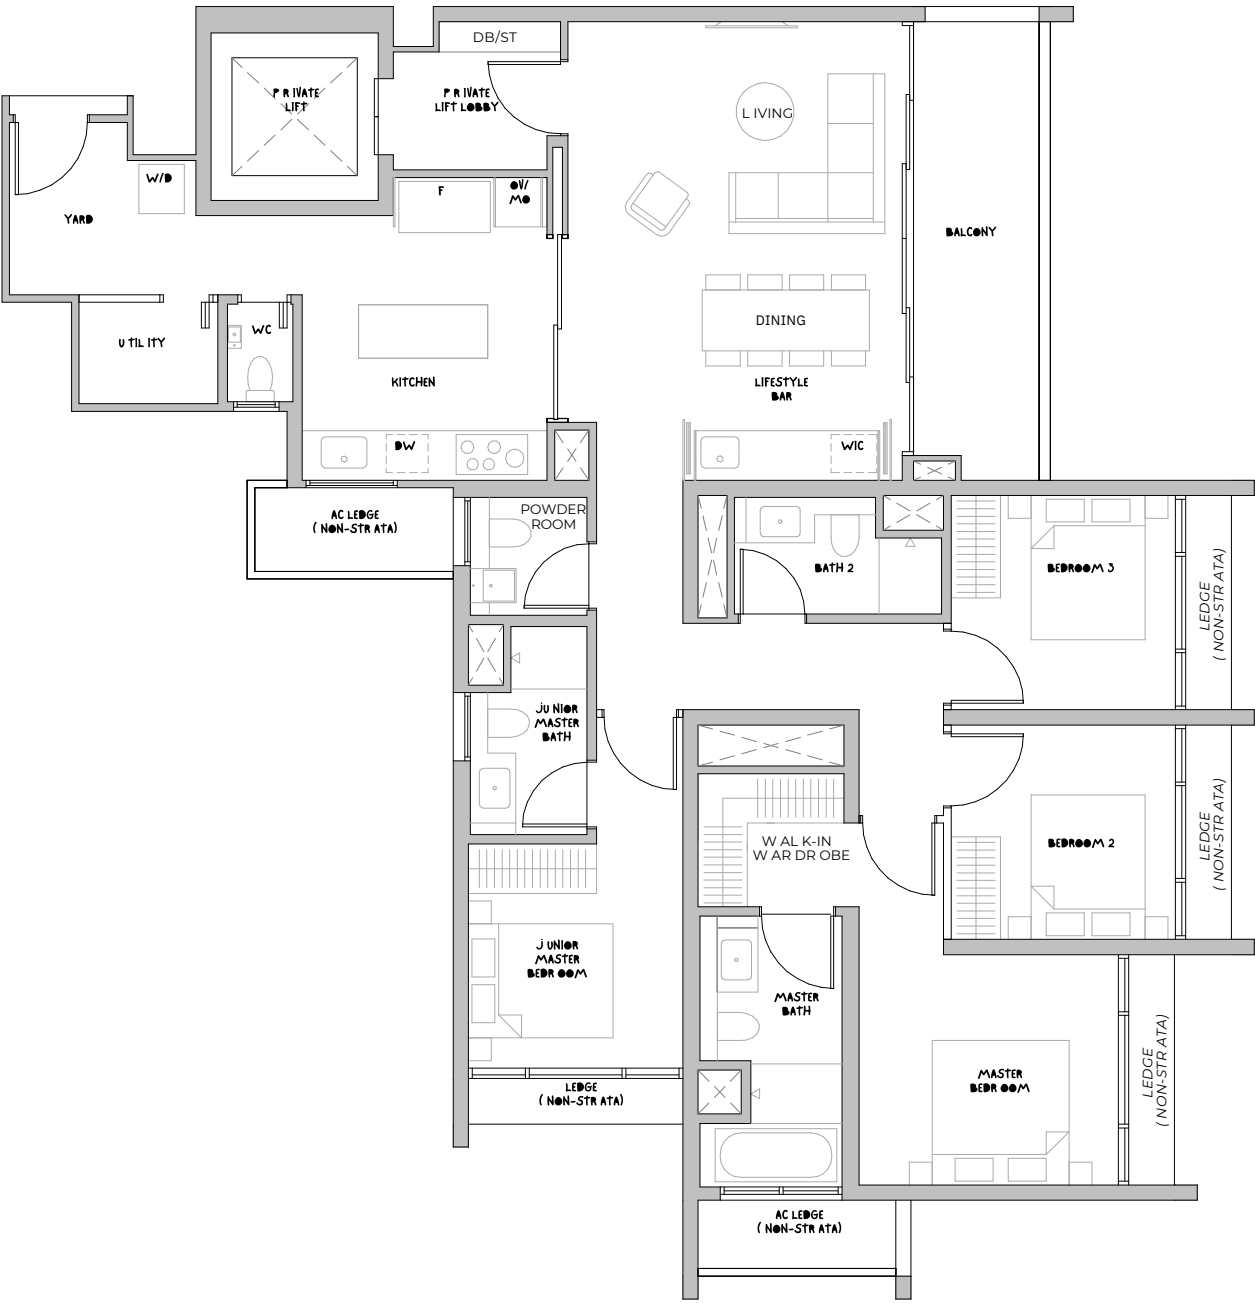 DB/ST
PRIVATE
LIFT
PRIVATE
LIFT LOBBY
LIVING
W/D
F
OV/
MO
YARD
BALCONY
UTILITY
WC
DINING
KITCHEN
LIFESTYLE
BAR
DW
WIC
AC LEDGE
(NON-STRATA)
POWDER
ROOM
BATH 2
BEDROOM 3
LEDGE
(NON-STRATA)
JUNIOR
MASTER
BATH
WALK-IN
WARDROBE
BEDROOM 2
LEDGE
(NON-STRATA)
JUNIOR
MASTER
BEDROOM
MASTER
BATH
MASTER
BEDROOM
LEDGE
(NON-STRATA)
LEDGE
(NON-STRATA)
AC LEDGE
(NON-STRATA)